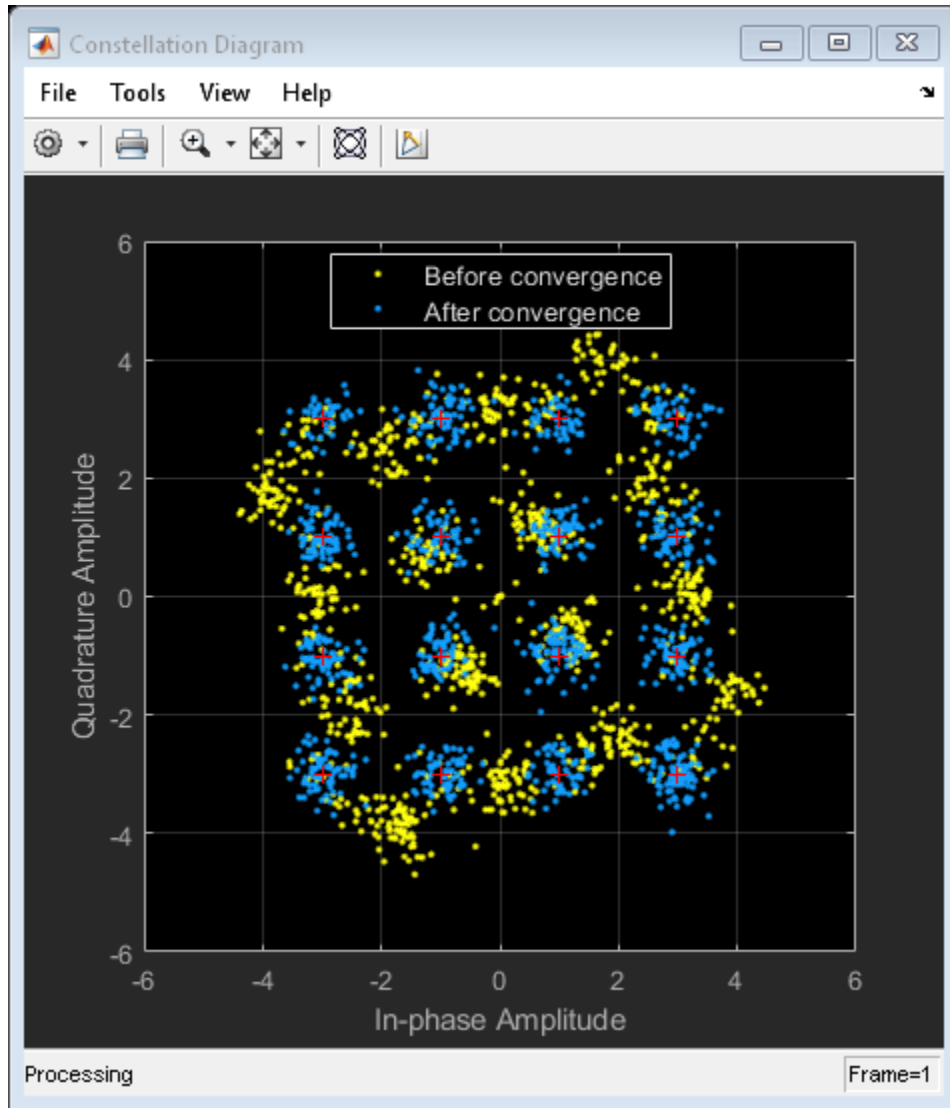 Constellation Diagram
File Tools View Help
6
Before convergence
After convergence
4
2
0
-2
-4
-6
Quadrature Amplitude
-6 -4 -2 0 2 4 6
In-phase Amplitude
Processing
Frame=1